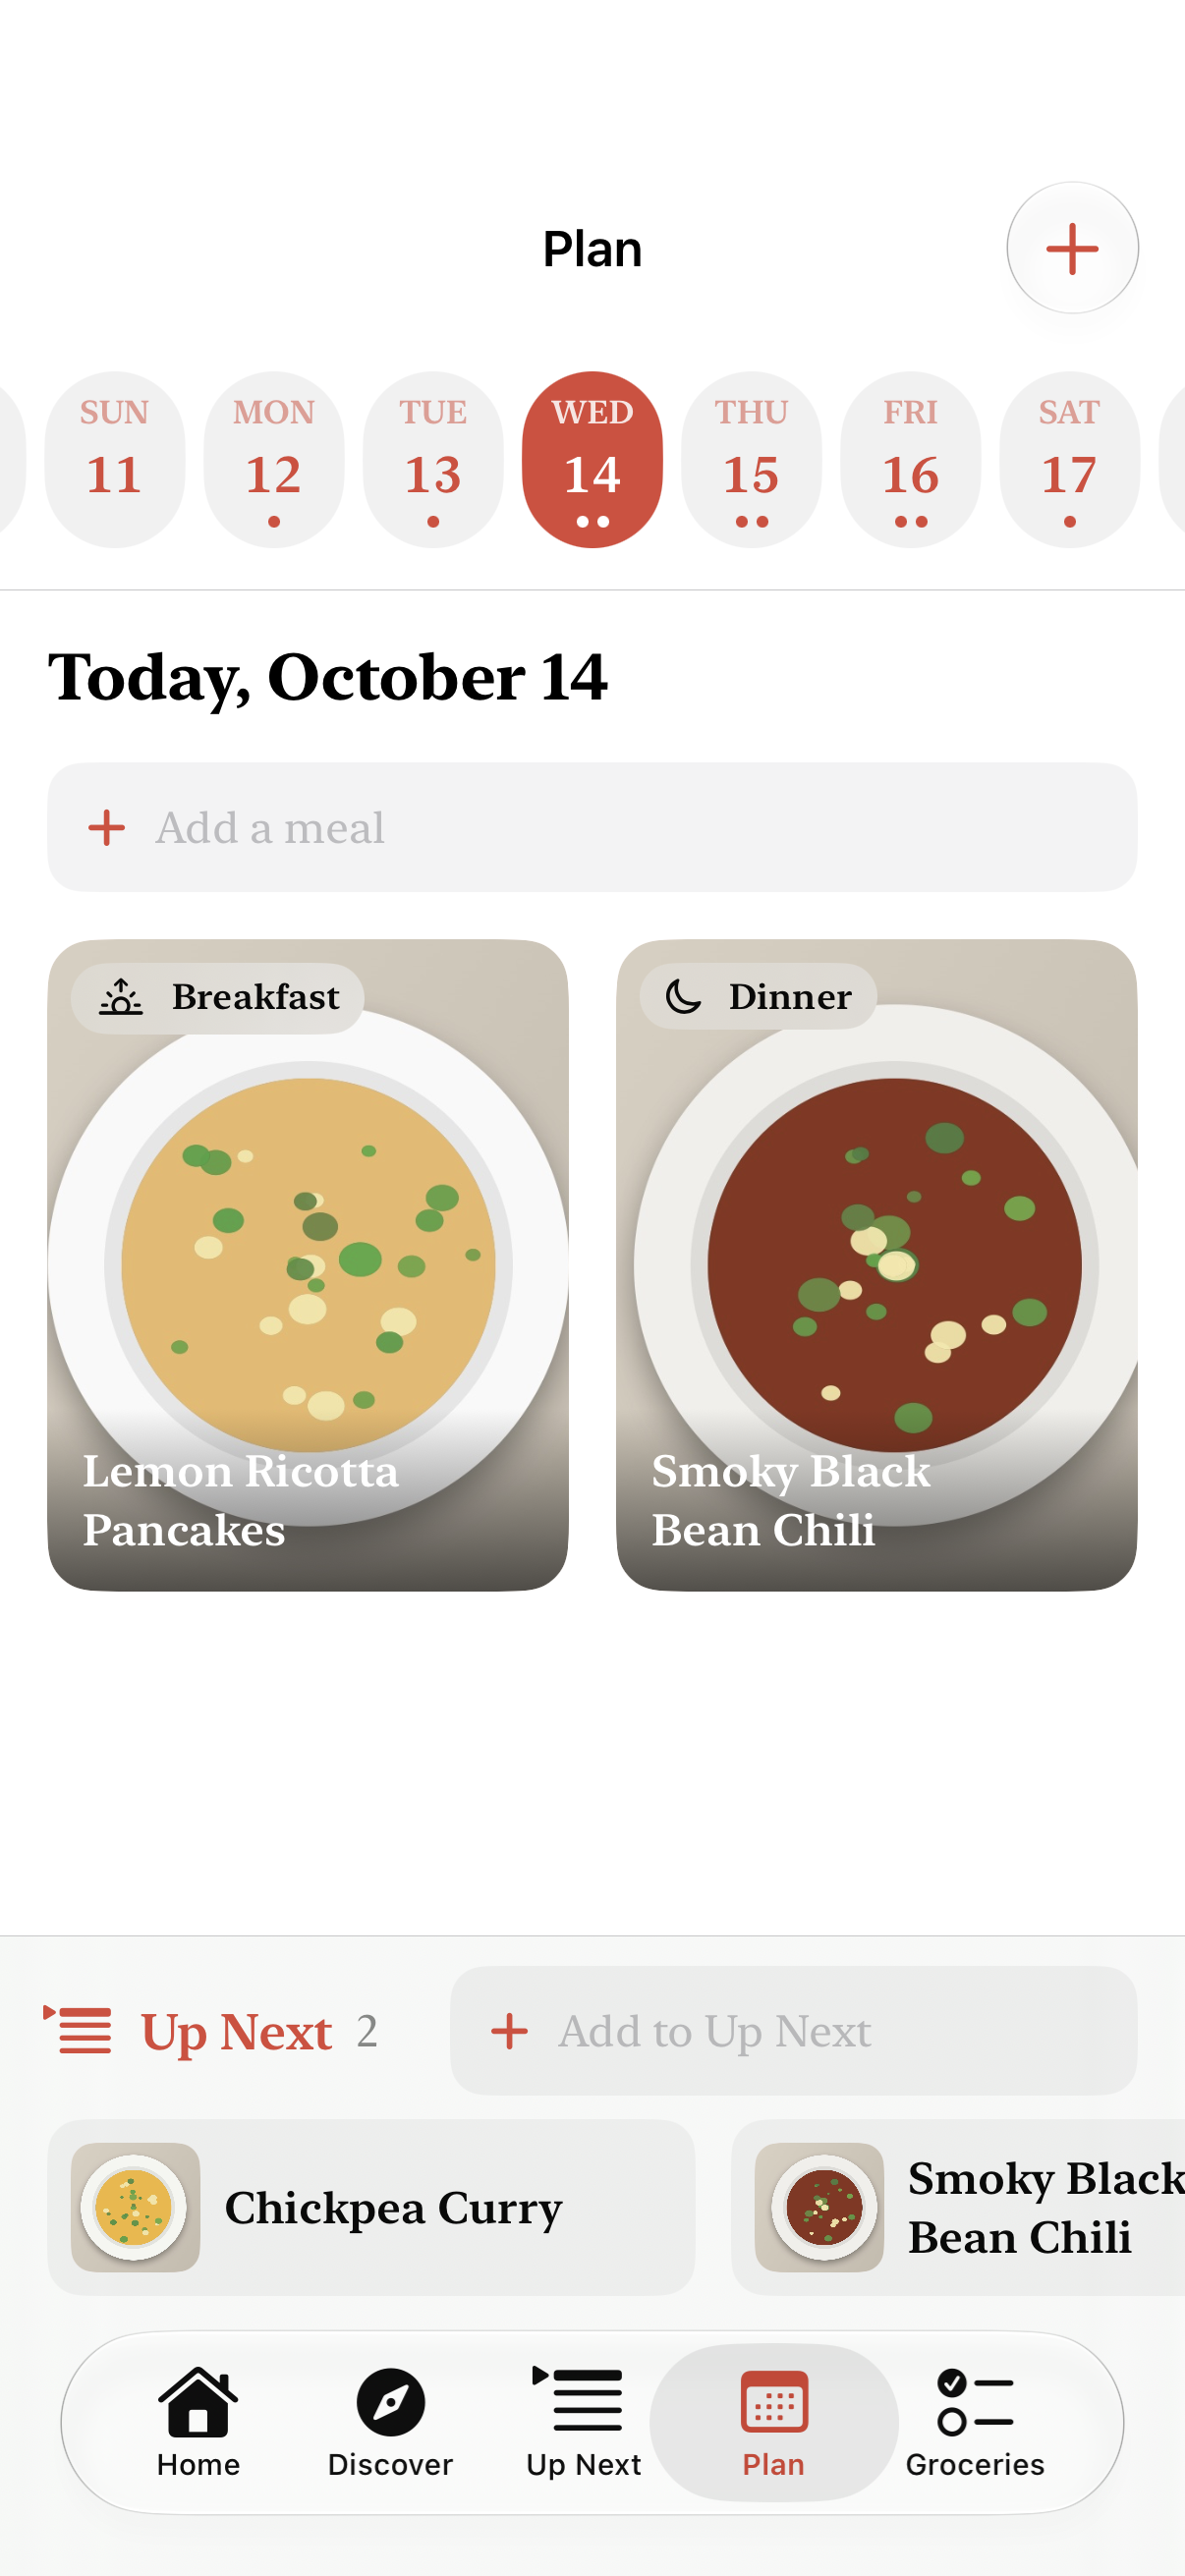 Plan
SUN MON TUE WED THU FRI SAT
11 12 13 14 15 16 17
Today, October 14
Add a meal
Breakfast
Lemon Ricotta
Pancakes
Dinner
Smoky Black
Bean Chili
Up Next 2
Add to Up Next
Chickpea Curry
Smoky Black
Bean Chili
Home Discover Up Next Plan Groceries